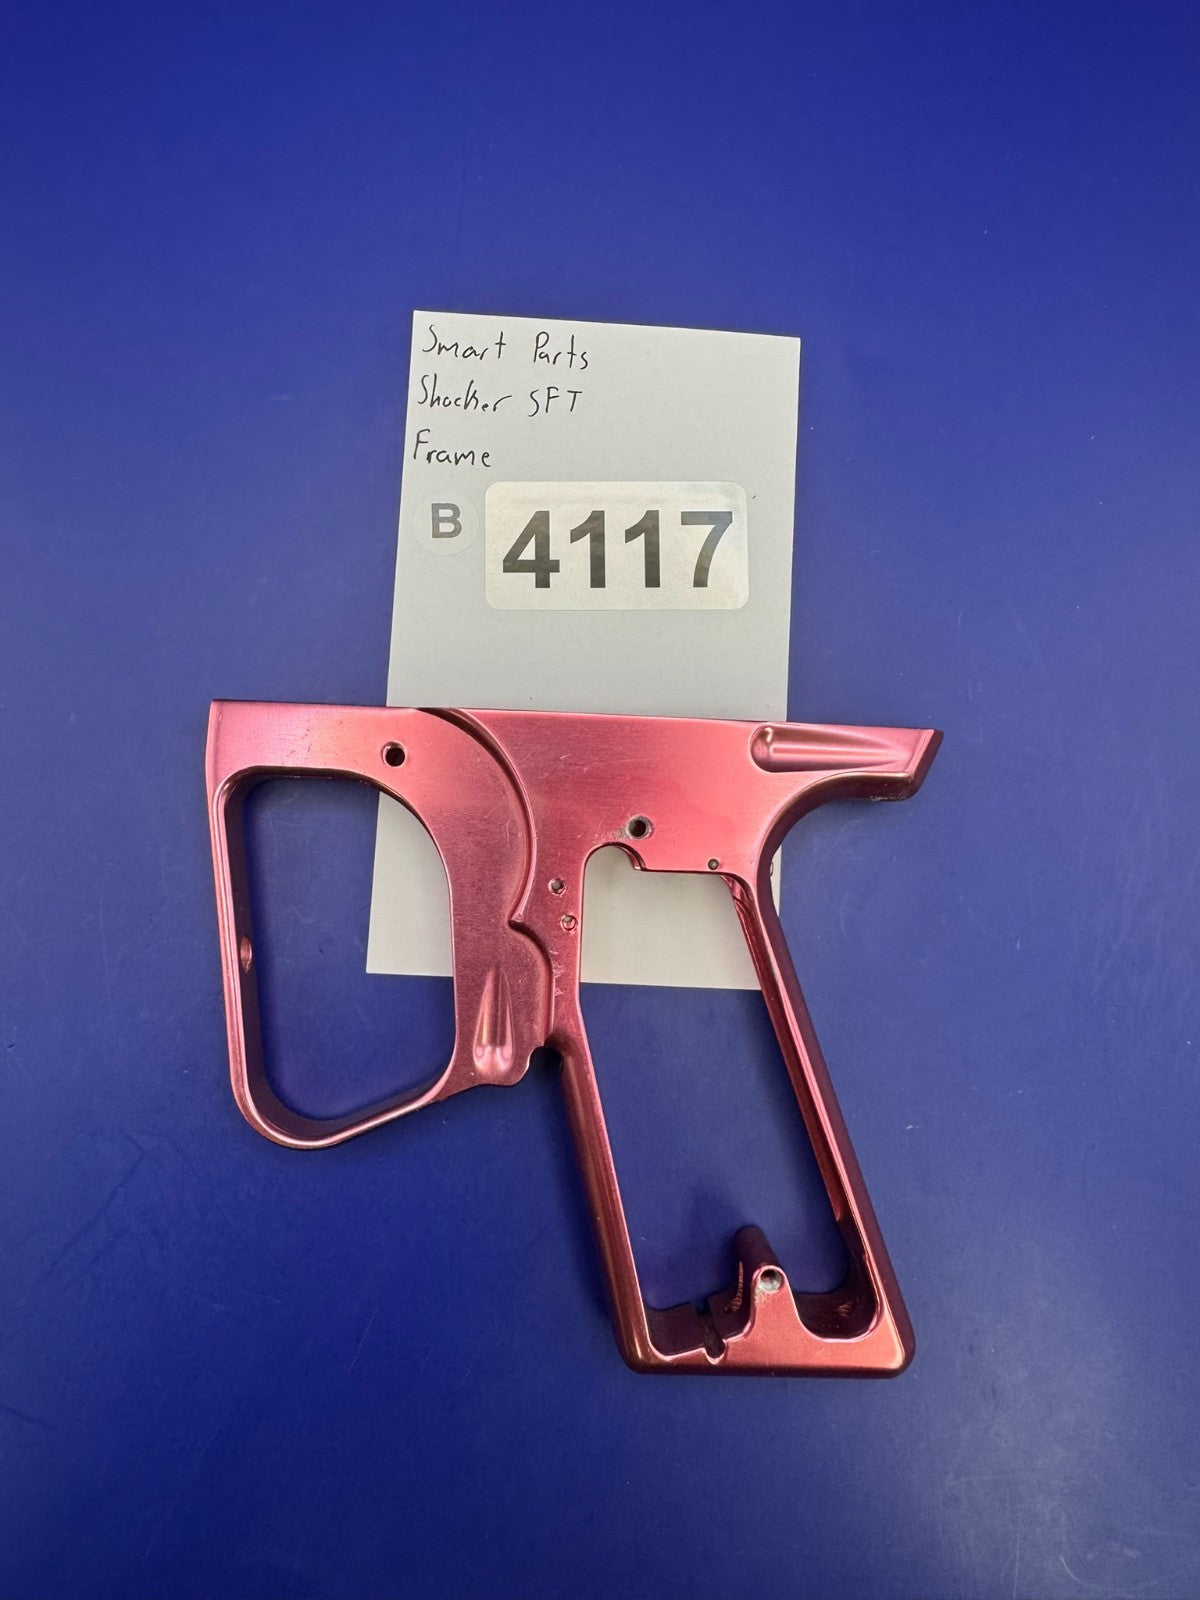 Smart Parts
Shocker SFT
Frame
B 4117